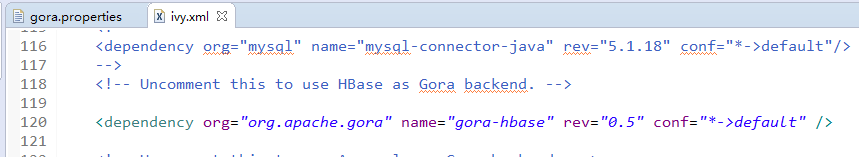 gora.properties ivy.xml
116 <dependency org="mysql" name="mysql-connector-java" rev="5.1.18" conf="*->default"/>
117 -->
118 <!-- Uncomment this to use HBase as Gora backend. -->
119
120 <dependency org="org.apache.gora" name="gora-hbase" rev="0.5" conf="*->default" />
121